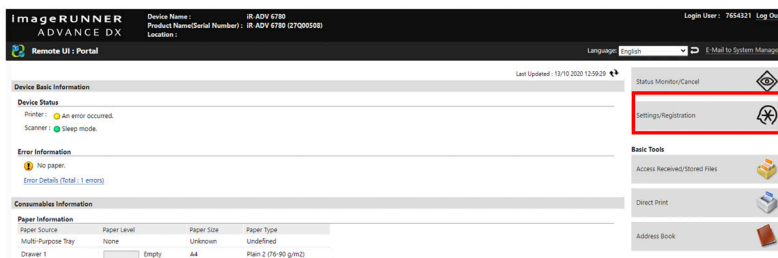 imageRUNNER
ADVANCE DX
Device Name : iR-ADV 6780
Product Name(Serial Number) : iR-ADV 6780 (27Q00508)
Location :
Login User : 7654321 Log Ou
Remote UI : Portal
Language: English E-Mail to System Manage
Last Updated : 13/10 2020 12:59:29
Device Basic Information
Device Status
Printer : An error occurred.
Scanner : Sleep mode.
Error Information
No paper.
Error Details (Total : 1 errors)
Consumables Information
Paper Information
Paper Source Paper Level Paper Size Paper Type
Multi-Purpose Tray None Unknown Undefined
Drawer 1 Empty A4 Plain 2 (76-90 g/m2)
Status Monitor/Cancel
Settings/Registration
Basic Tools
Access Received/Stored Files
Direct Print
Address Book